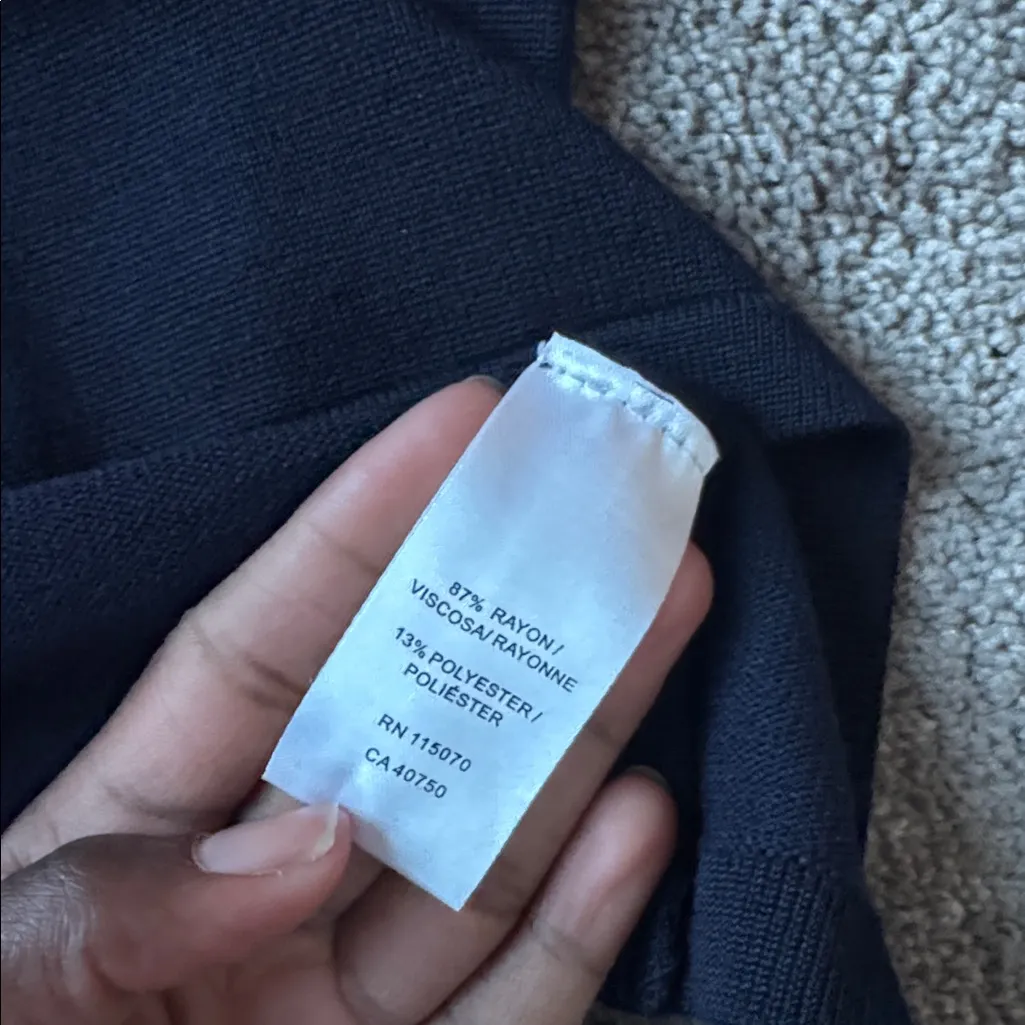 87% RAYON/
VISCOSA/RAYONNE
13% POLYESTER/
POLIÉSTER
RN 115070
CA 40750